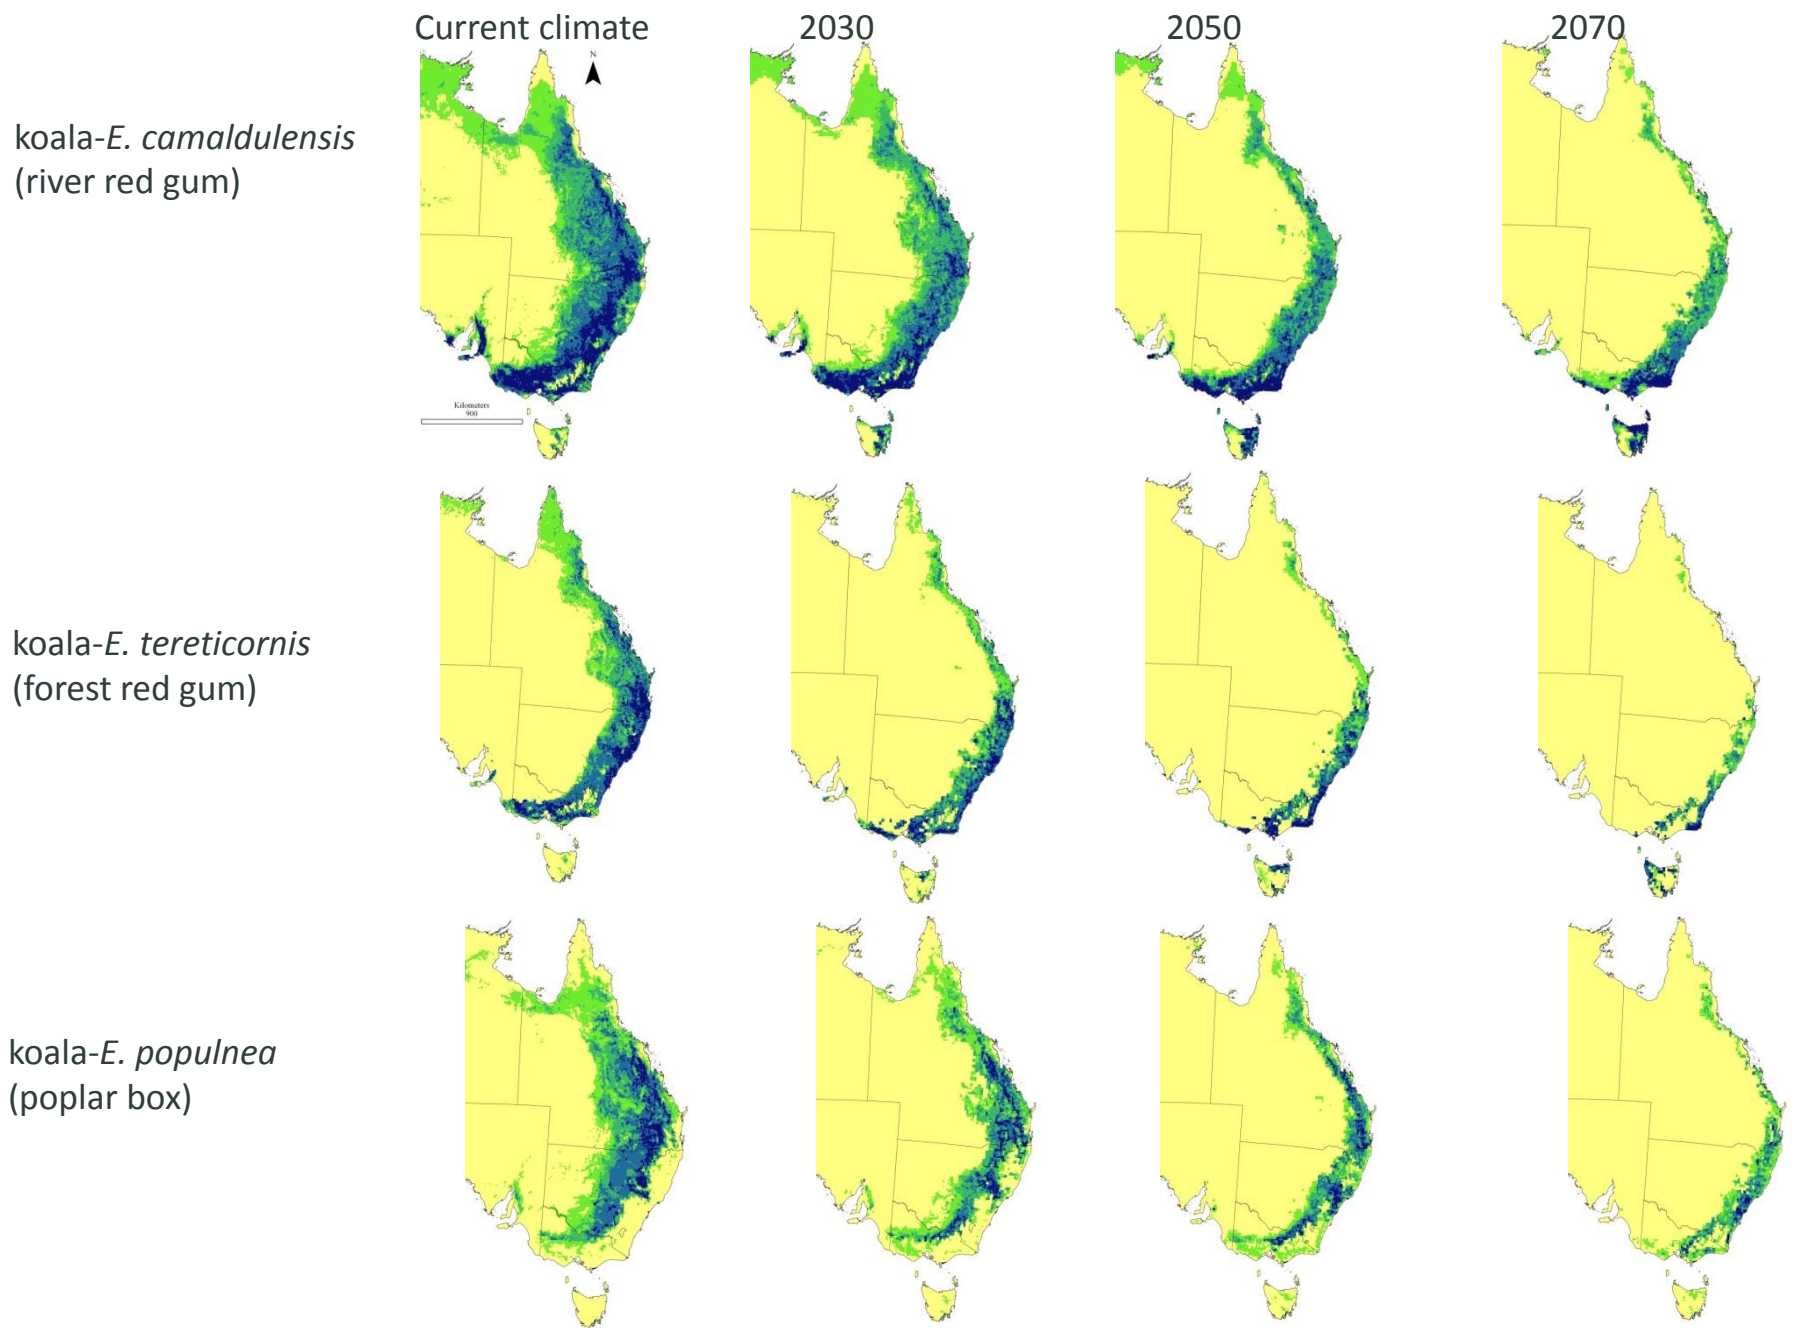 Current climate
2030
2050
2070
N
koala-E. camaldulensis
(river red gum)
Kilometers
900
koala-E. tereticornis
(forest red gum)
koala-E. populnea
(poplar box)